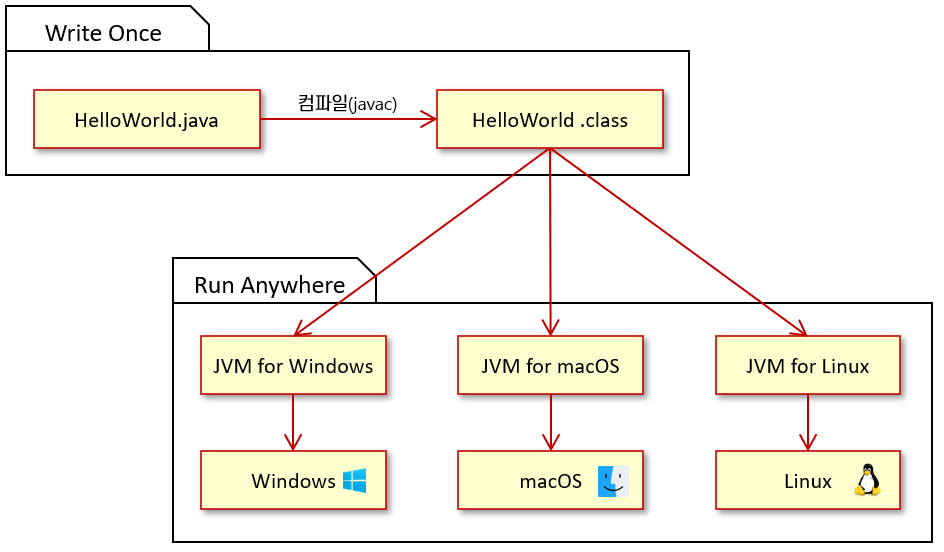 Write Once
HelloWorld.java
컴파일(javac)
HelloWorld .class
Run Anywhere
JVM for Windows
JVM for macOS
JVM for Linux
Windows
macOS
Linux